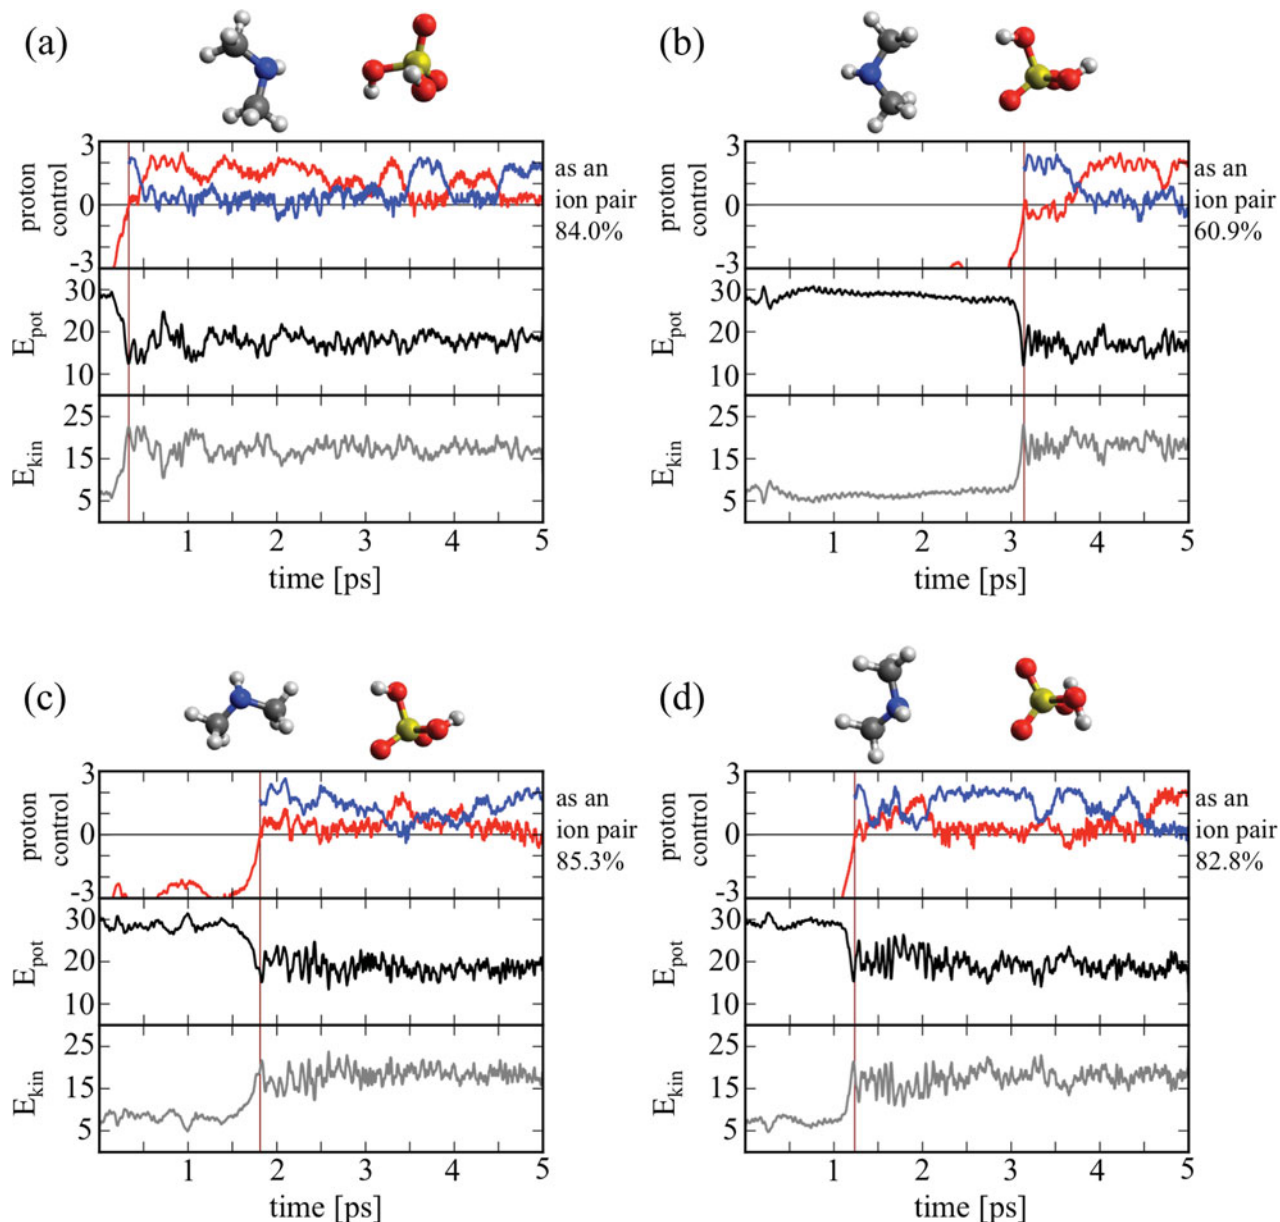 (a)
proton
control
3
0
-3
as an
ion pair
84.0%
E_pot
30
20
10
E_kin
25
15
5
1 2 3 4 5
time [ps]
(b)
proton
control
3
0
-3
as an
ion pair
60.9%
E_pot
30
20
10
E_kin
25
15
5
1 2 3 4 5
time [ps]
(c)
proton
control
3
0
-3
as an
ion pair
85.3%
E_pot
30
20
10
E_kin
25
15
5
1 2 3 4 5
time [ps]
(d)
proton
control
3
0
-3
as an
ion pair
82.8%
E_pot
30
20
10
E_kin
25
15
5
1 2 3 4 5
time [ps]